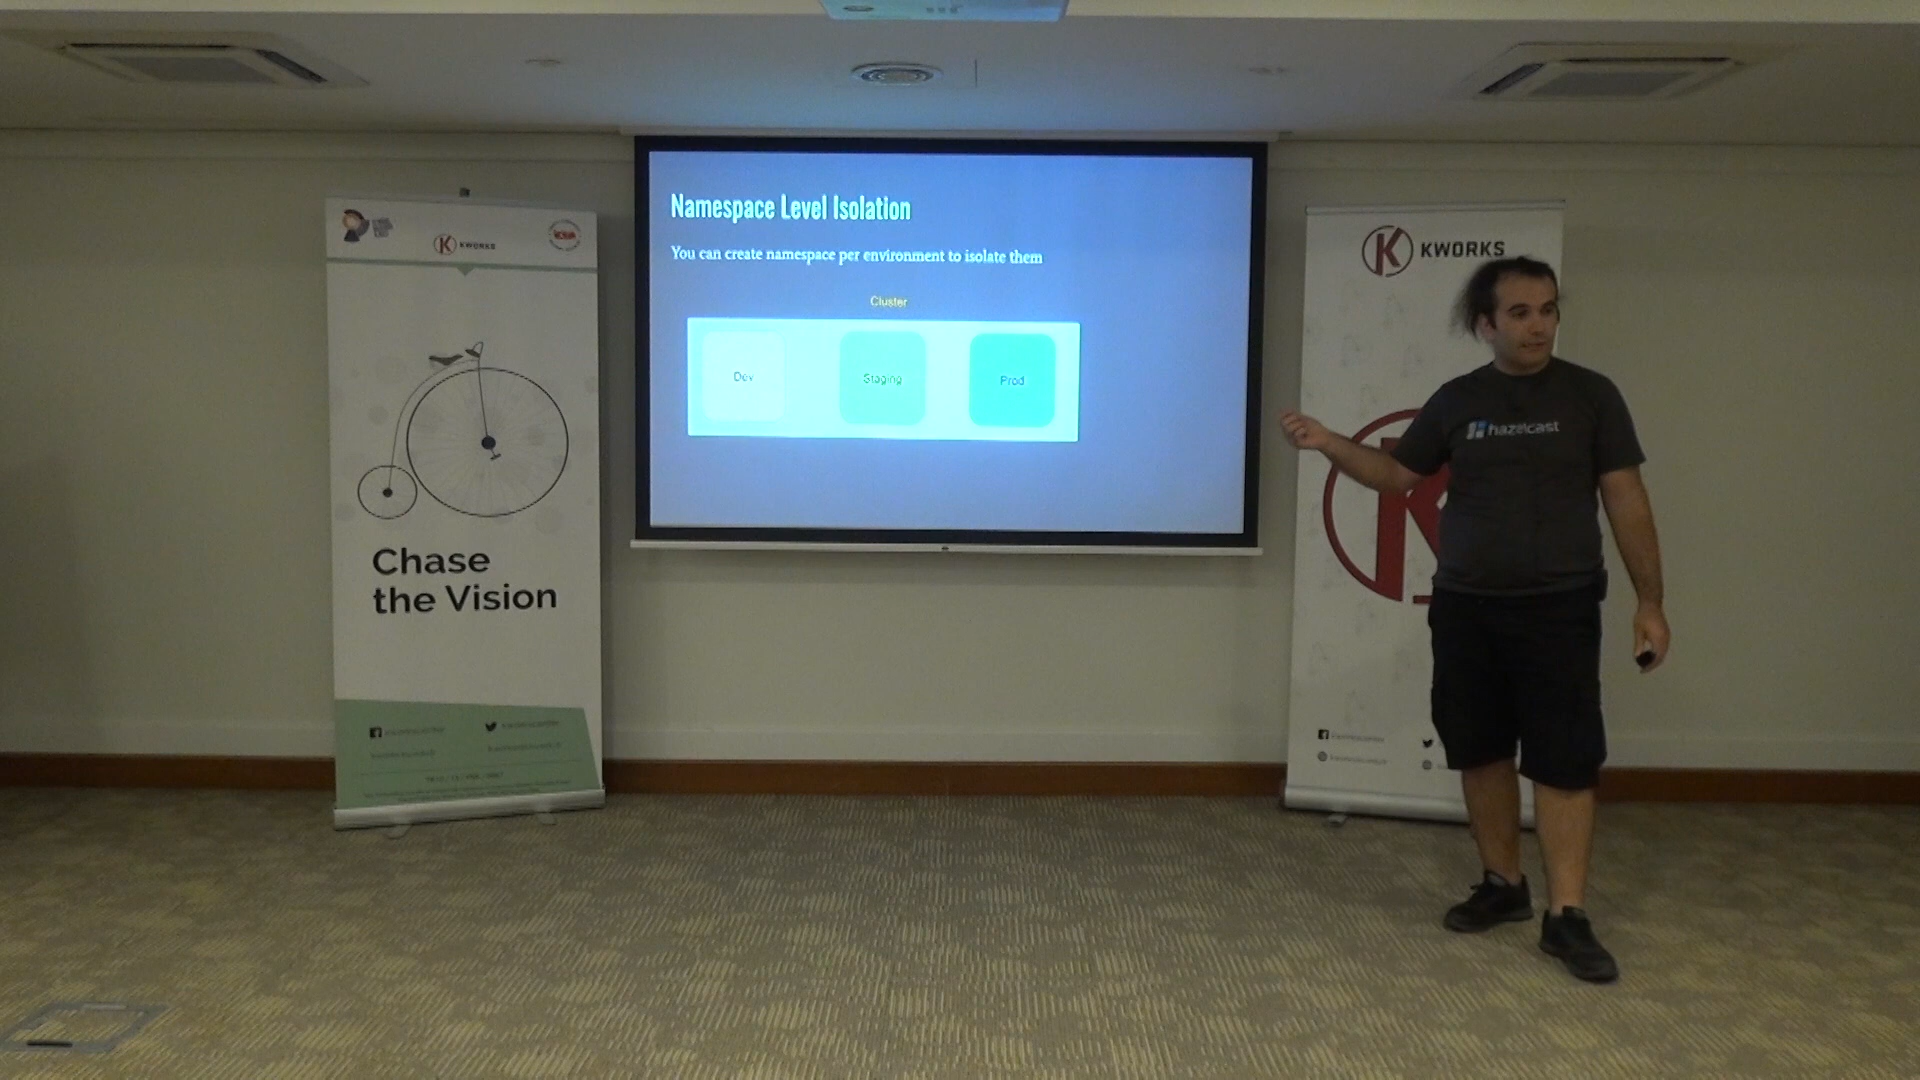 KWORKS
Chase
the Vision
Namespace Level Isolation
You can create namespace per environment to isolate them
Cluster
Dev
Staging
Prod
KWORKS
hazelcast